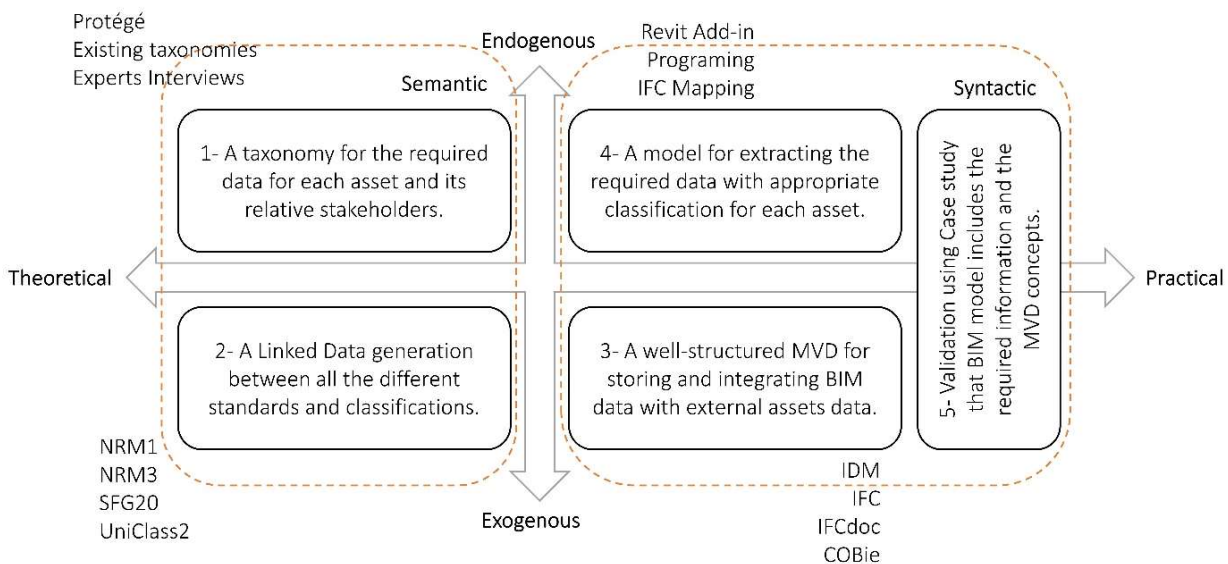 Protégé
Existing taxonomies
Experts Interviews
Endogenous
Revit Add-in
Programing
IFC Mapping
Semantic
Syntactic
1- A taxonomy for the required
data for each asset and its
relative stakeholders.
4- A model for extracting the
required data with appropriate
classification for each asset.
5- Validation using Case study
that BIM model includes the
required information and the
MVD concepts.
Theoretical
Practical
2- A Linked Data generation
between all the different
standards and classifications.
3- A well-structured MVD for
storing and integrating BIM
data with external assets data.
NRM1
NRM3
SFG20
UniClass2
Exogenous
IDM
IFC
IFCdoc
COBie